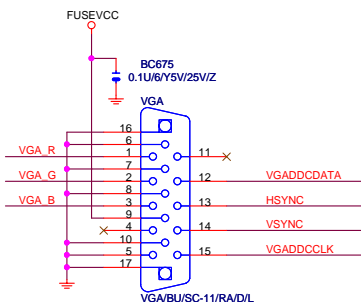 FUSEVCC
BC675
0.1U/6/Y5V/25V/Z
VGA
16
6
VGA_R 1 11
7
VGA_G 2 12 VGADDCDATA
8
VGA_B 3 13 HSYNC
9
4 14 VSYNC
10
5 15 VGADDCCLK
17
VGA/BU/SC-11/RA/D/L